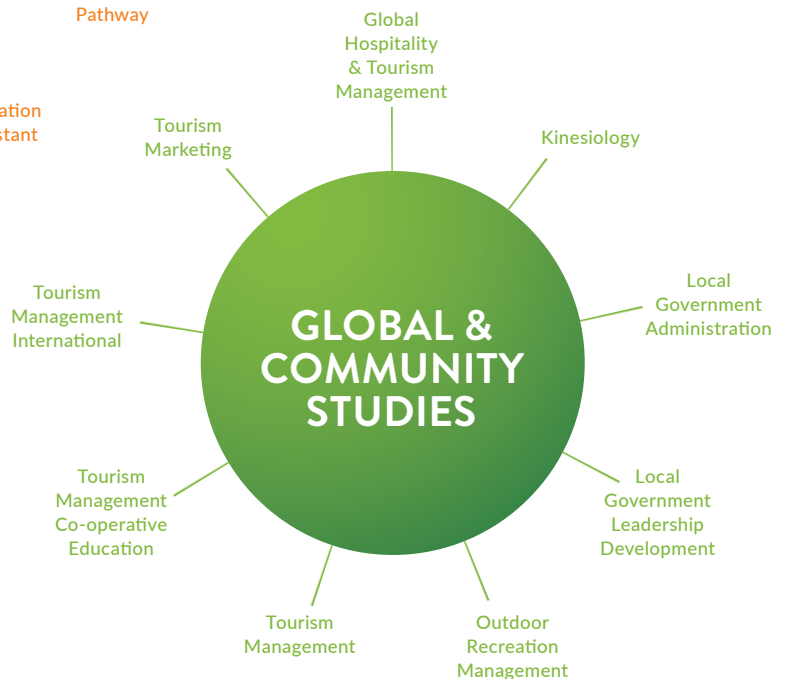 Pathway
ation
stant
Global
Hospitality
& Tourism
Management
Kinesiology
Local
Government
Administration
Local
Government
Leadership
Development
Outdoor
Recreation
Management
Tourism
Management
Tourism
Management
Co-operative
Education
Tourism
Management
International
Tourism
Marketing
GLOBAL &
COMMUNITY
STUDIES